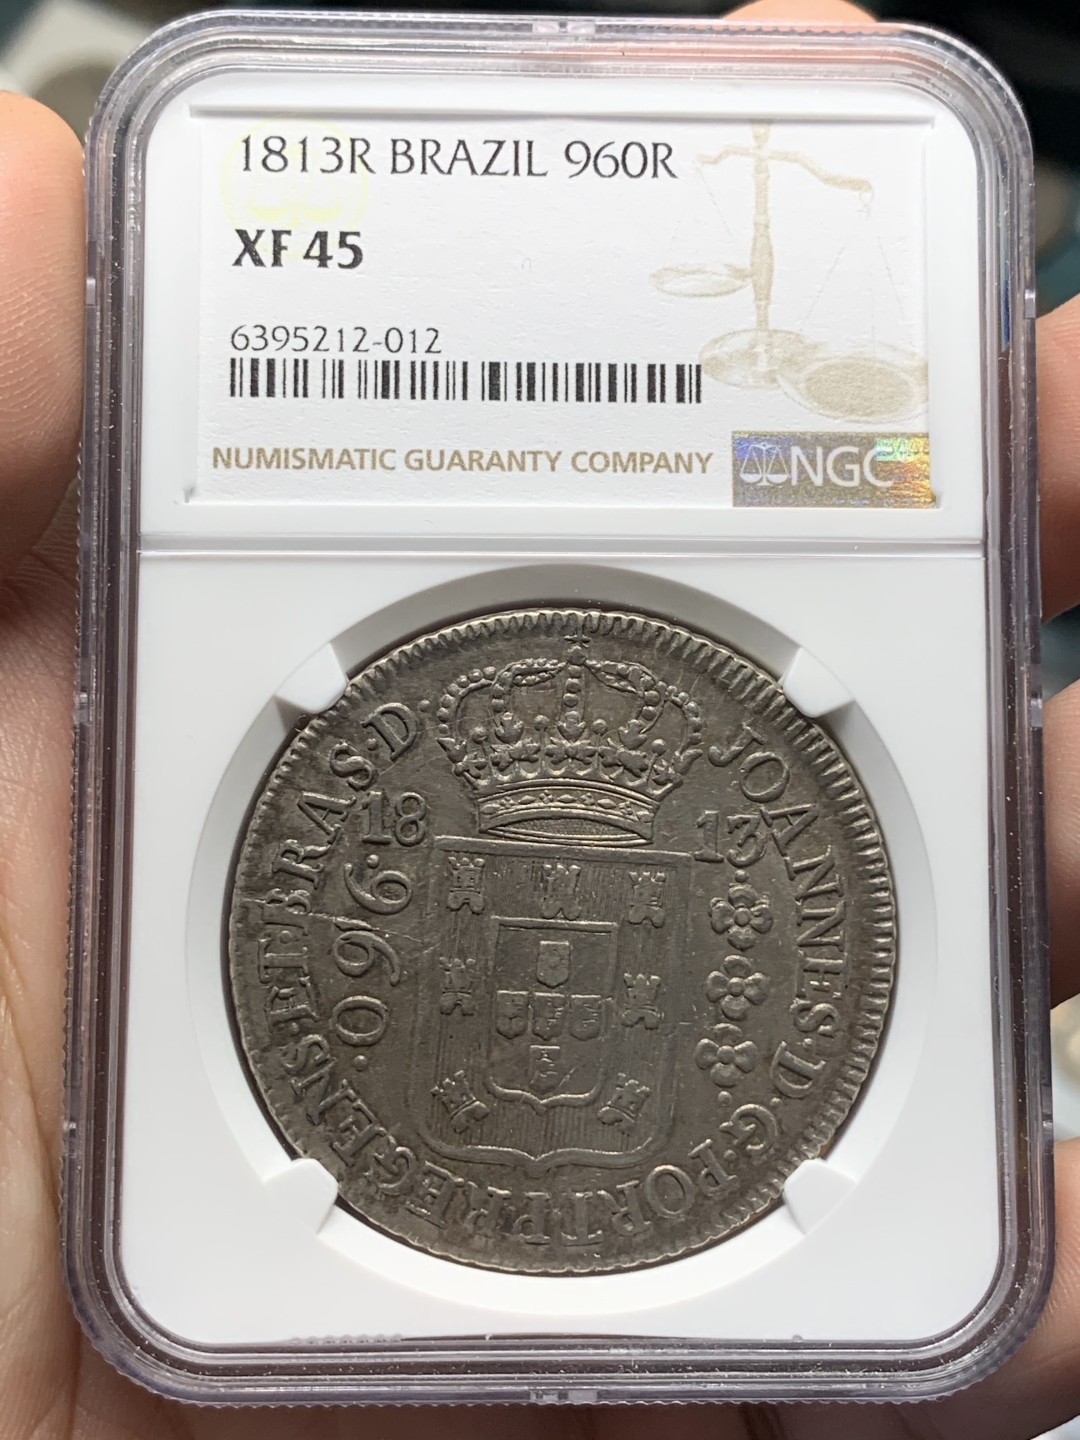 1813R BRAZIL 960R
XF 45
6395212-012
NUMISMATIC GUARANTY COMPANY
NGC
JOANNES·D·G·PORT·P·REGENS·ET·BRAS·D·
18 13
960